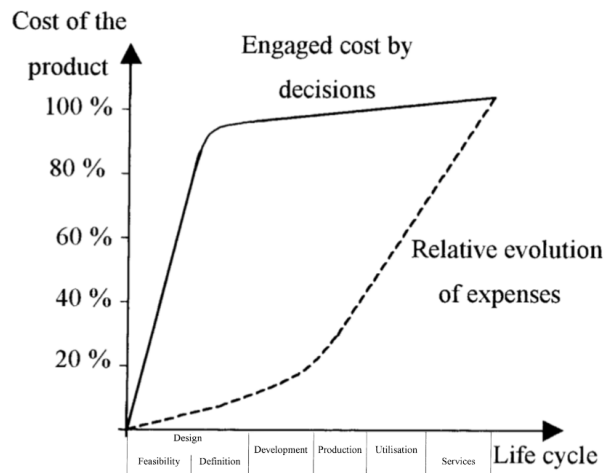 Cost of the
product
Engaged cost by
decisions
100 %
80 %
60 %
40 %
20 %
Relative evolution
of expenses
Design
Feasibility
Definition
Development
Production
Utilisation
Services
Life cycle